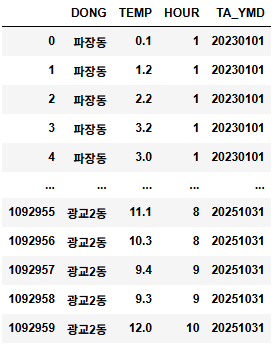 DONG TEMP HOUR TA_YMD
0 파장동 0.1 1 20230101
1 파장동 1.2 1 20230101
2 파장동 2.2 1 20230101
3 파장동 3.2 1 20230101
4 파장동 3.0 1 20230101
... ... ... ... ...
1092955 광교2동 11.1 8 20251031
1092956 광교2동 10.3 8 20251031
1092957 광교2동 9.4 9 20251031
1092958 광교2동 9.3 9 20251031
1092959 광교2동 12.0 10 20251031